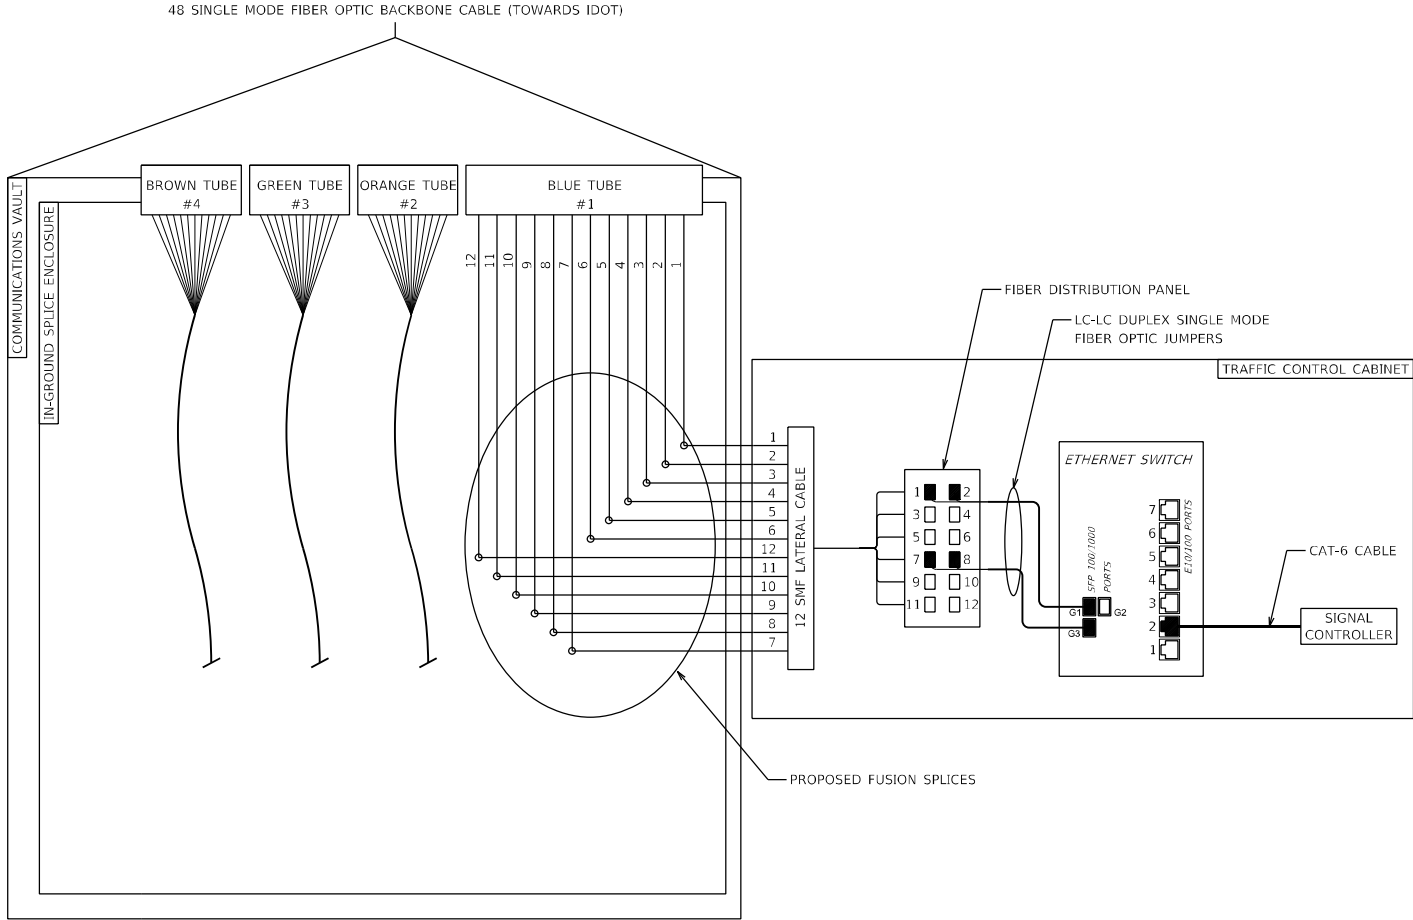 48 SINGLE MODE FIBER OPTIC BACKBONE CABLE (TOWARDS IDOT)
COMMUNICATIONS VAULT
IN-GROUND SPLICE ENCLOSURE
BROWN TUBE
#4
GREEN TUBE
#3
ORANGE TUBE
#2
BLUE TUBE
#1
12
11
10
9
8
7
6
5
4
3
2
1
FIBER DISTRIBUTION PANEL
LC-LC DUPLEX SINGLE MODE
FIBER OPTIC JUMPERS
TRAFFIC CONTROL CABINET
1
2
3
4
5
6
12
11
10
9
8
7
12 SMF LATERAL CABLE
1 2
3 4
5 6
7 8
9 10
11 12
ETHERNET SWITCH
SFP 100/1000
PORTS
G1 G2
G3
7
6
5
4
3
2
1
E10/100 PORTS
CAT-6 CABLE
SIGNAL
CONTROLLER
PROPOSED FUSION SPLICES